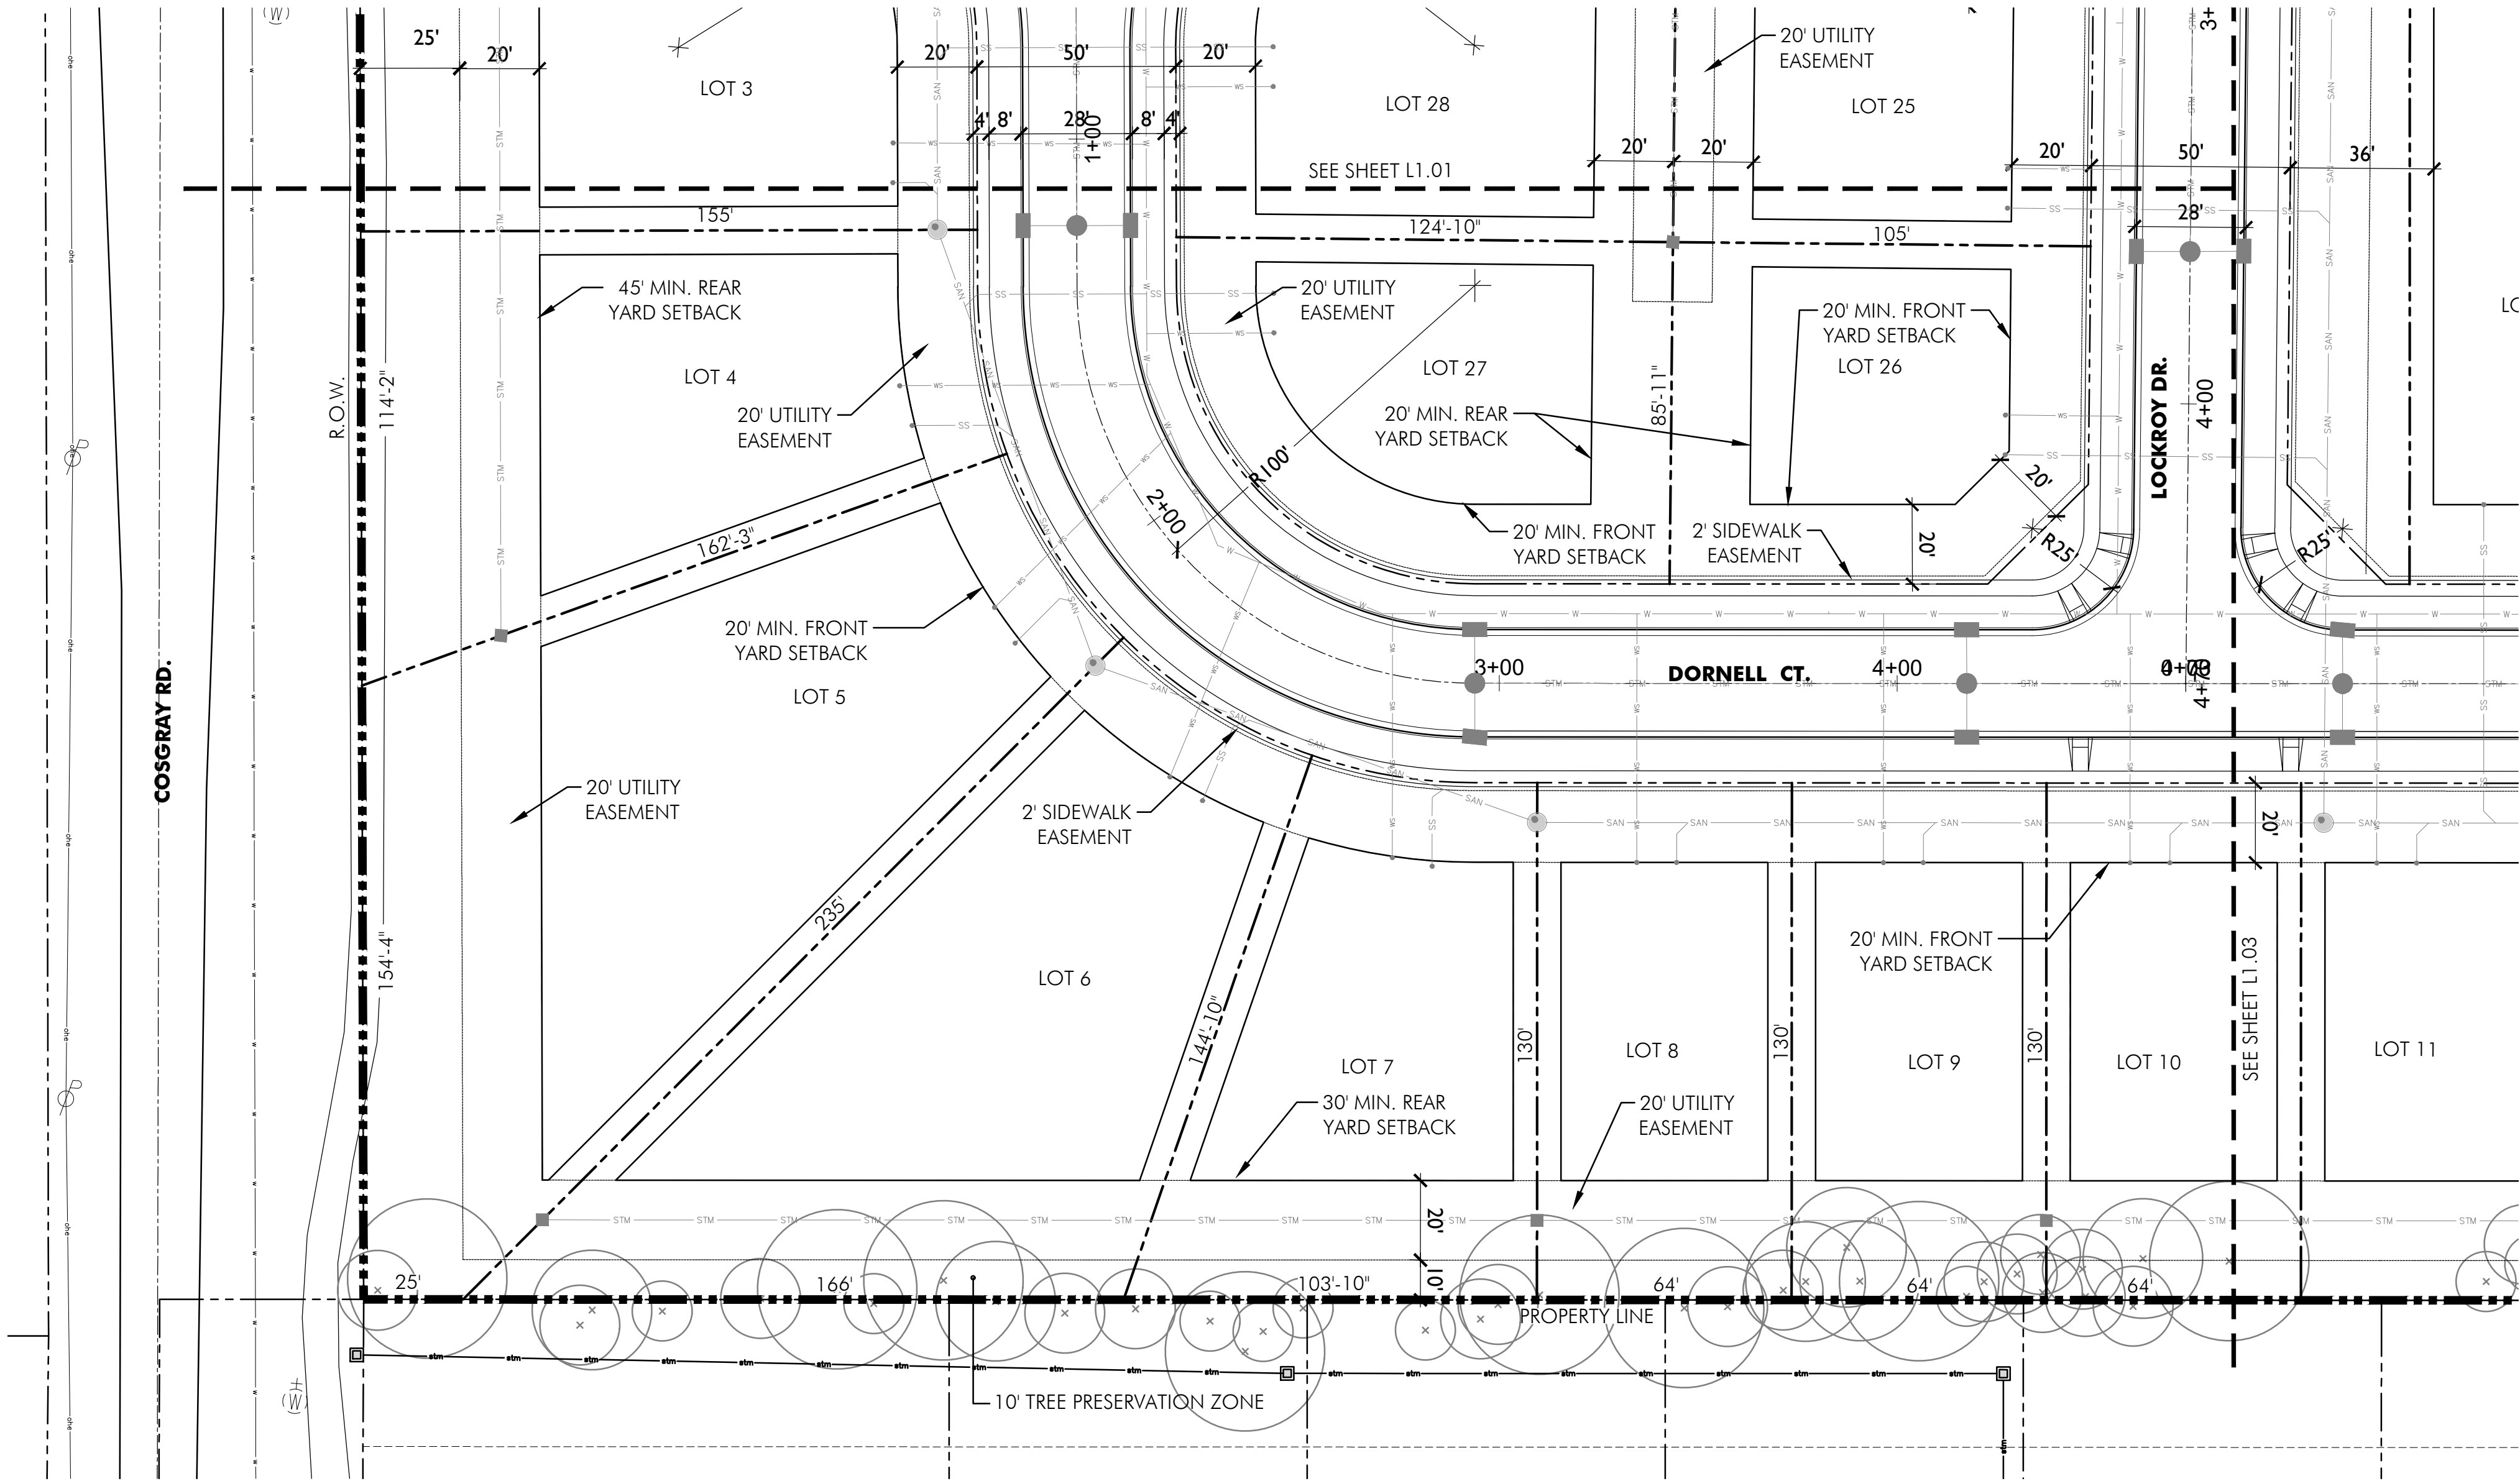 (W)
25'
20'
20'
50'
20'
20' UTILITY
EASEMENT
3+
LOT 3
LOT 28
LOT 25
4' 8' 28' 8' 4'
1+00
20' 20'
20' 50' 36'
SEE SHEET L1.01
155'
124'-10"
105'
28'
45' MIN. REAR
YARD SETBACK
20' UTILITY
EASEMENT
20' MIN. FRONT
YARD SETBACK
LOT 4
LOT 27
LOT 26
R.O.W.
114'-2"
20' UTILITY
EASEMENT
20' MIN. REAR
YARD SETBACK
85'-11"
LOCKROY DR.
4+00
R100'
2+00
20'
162'-3"
20' MIN. FRONT
YARD SETBACK
2' SIDEWALK
EASEMENT
20'
R25'
R25'
20' MIN. FRONT
YARD SETBACK
LOT 5
3+00
DORNELL CT.
4+00
COSGRAY RD.
20' UTILITY
EASEMENT
2' SIDEWALK
EASEMENT
20'
235'
154'-4"
20' MIN. FRONT
YARD SETBACK
SEE SHEET L1.03
LOT 6
144'-10"
LOT 7
130'
LOT 8
130'
LOT 9
130'
LOT 10
LOT 11
30' MIN. REAR
YARD SETBACK
20' UTILITY
EASEMENT
20'
10'
25'
166'
103'-10"
64'
64'
64'
PROPERTY LINE
10' TREE PRESERVATION ZONE
(W)